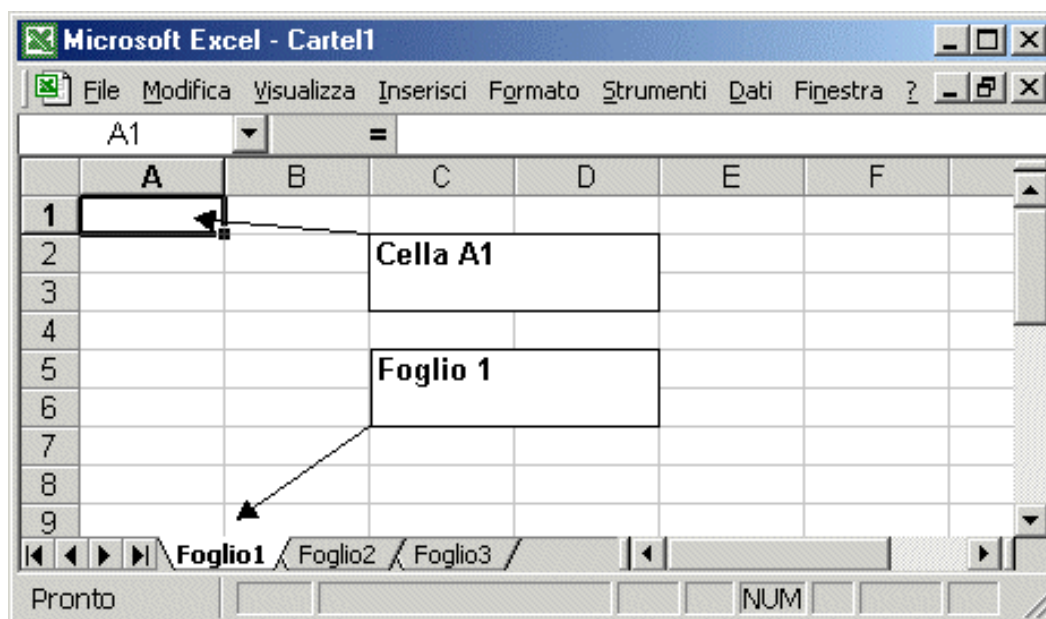 Microsoft Excel - Cartel1
File Modifica Visualizza Inserisci Formato Strumenti Dati Finestra ?
A1 =
A B C D E F
1
2 Cella A1
3
4
5 Foglio 1
6
7
8
9
Foglio1 Foglio2 Foglio3
Pronto NUM